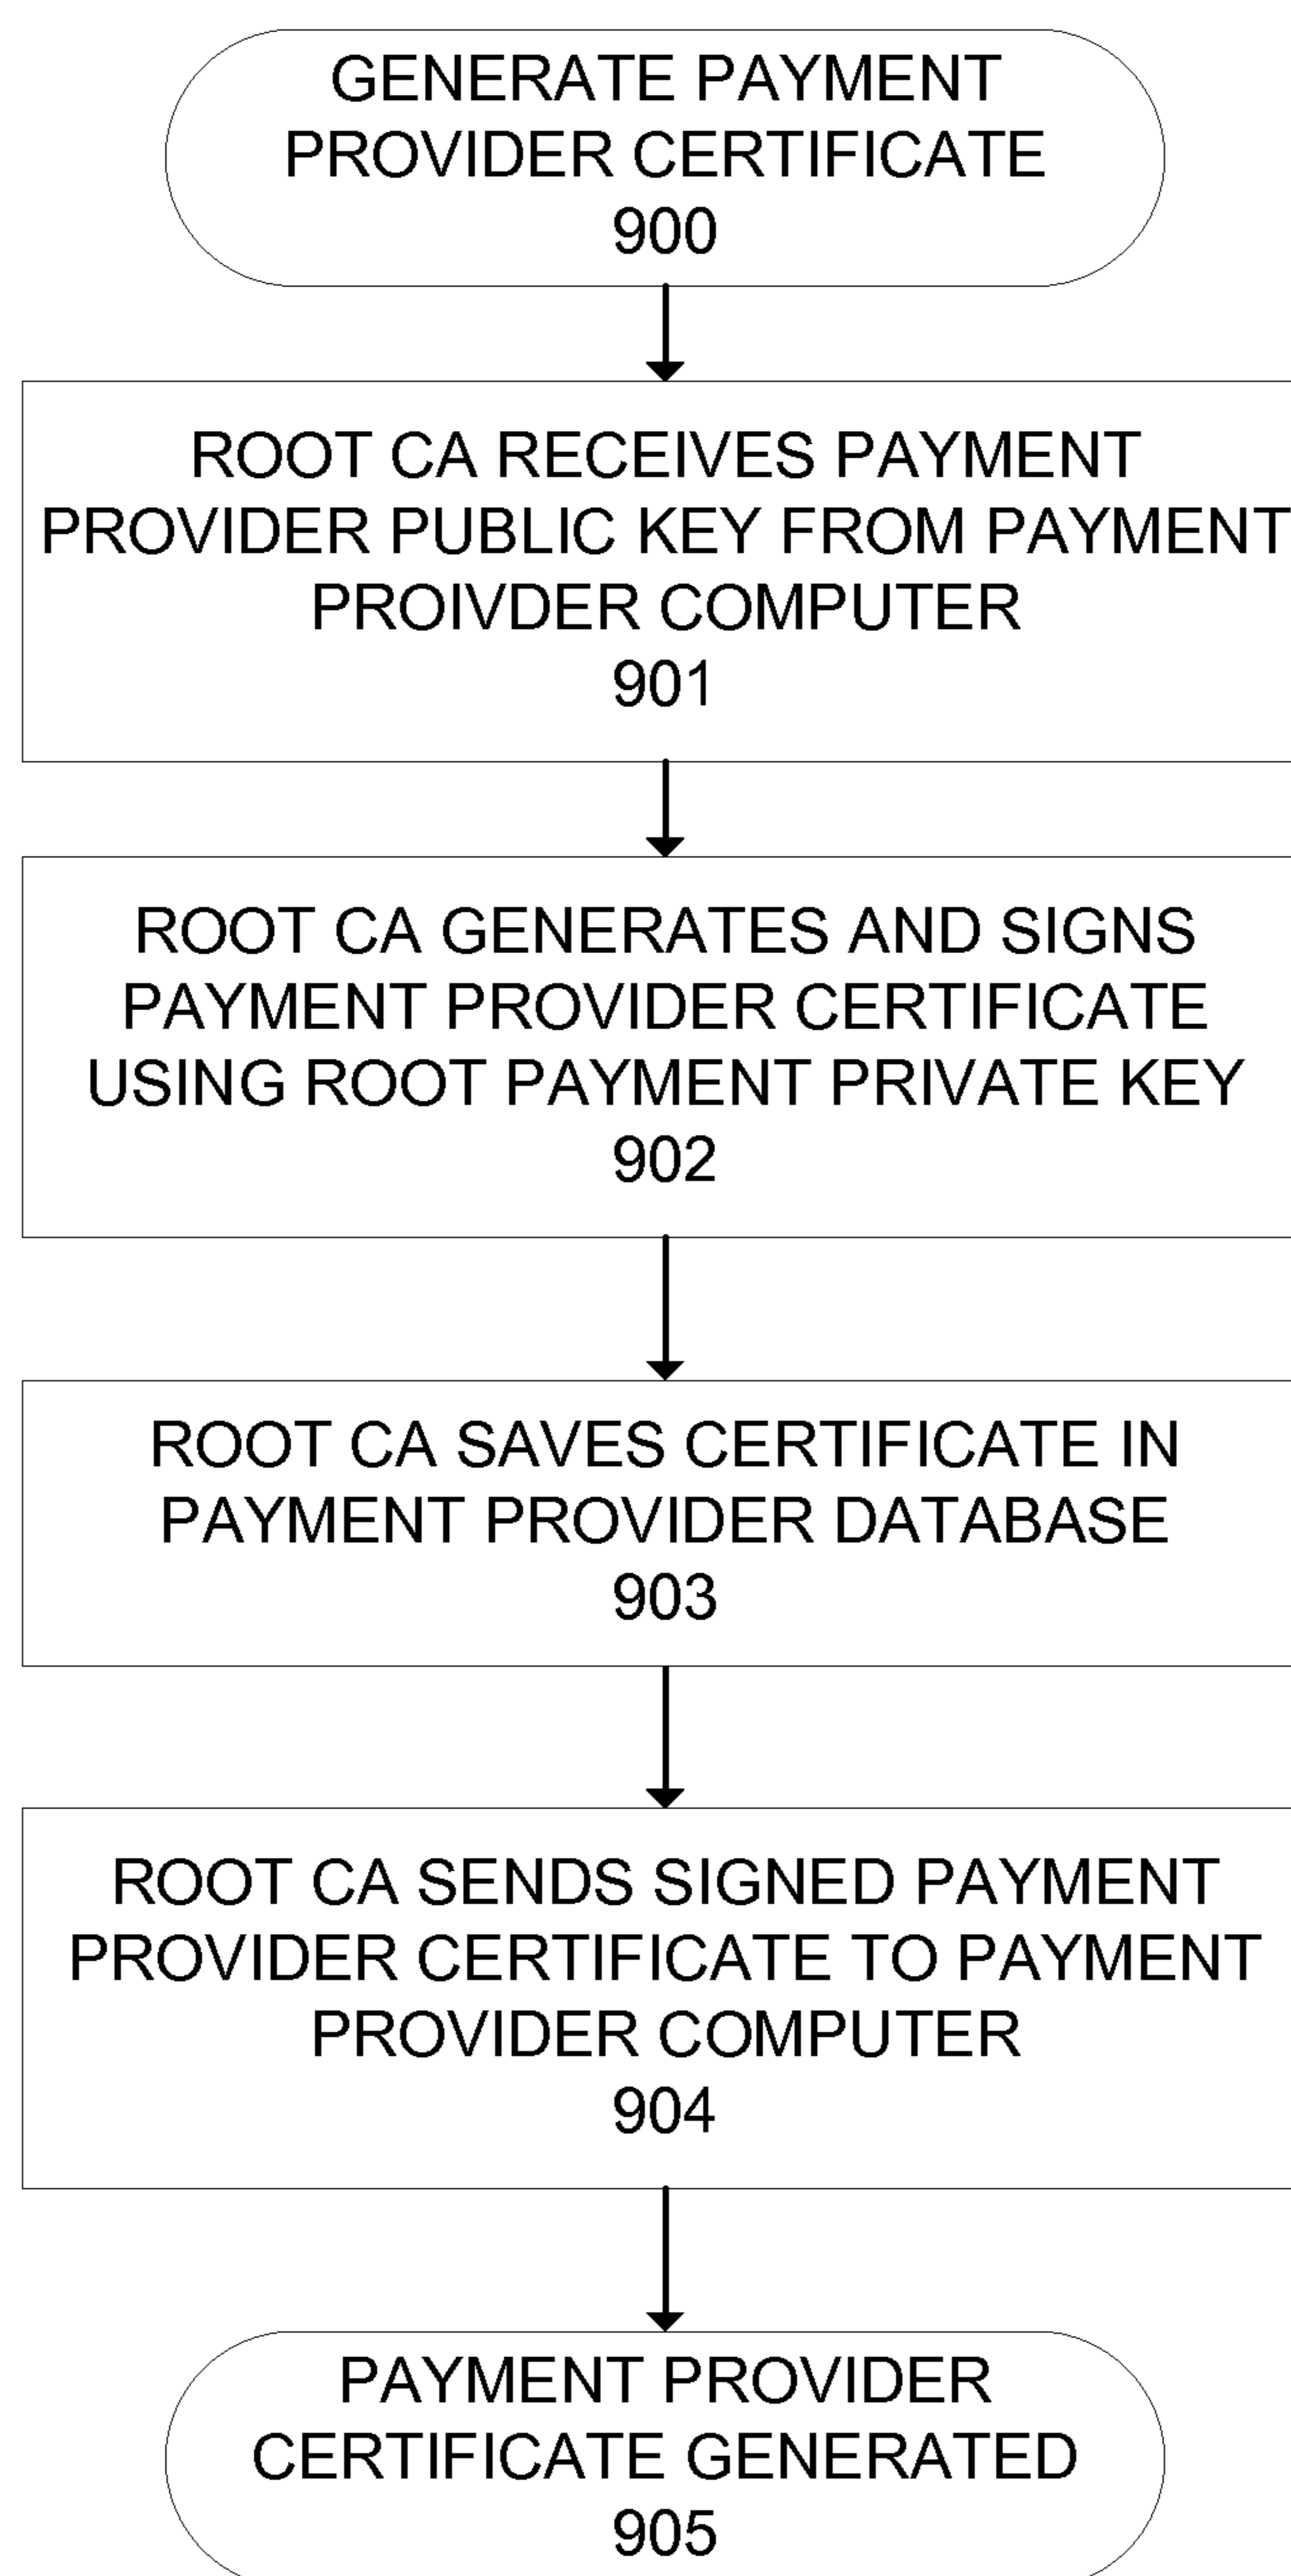 GENERATE PAYMENT
PROVIDER CERTIFICATE
900
ROOT CA RECEIVES PAYMENT
PROVIDER PUBLIC KEY FROM PAYMENT
PROIVDER COMPUTER
901
ROOT CA GENERATES AND SIGNS
PAYMENT PROVIDER CERTIFICATE
USING ROOT PAYMENT PRIVATE KEY
902
ROOT CA SAVES CERTIFICATE IN
PAYMENT PROVIDER DATABASE
903
ROOT CA SENDS SIGNED PAYMENT
PROVIDER CERTIFICATE TO PAYMENT
PROVIDER COMPUTER
904
PAYMENT PROVIDER
CERTIFICATE GENERATED
905